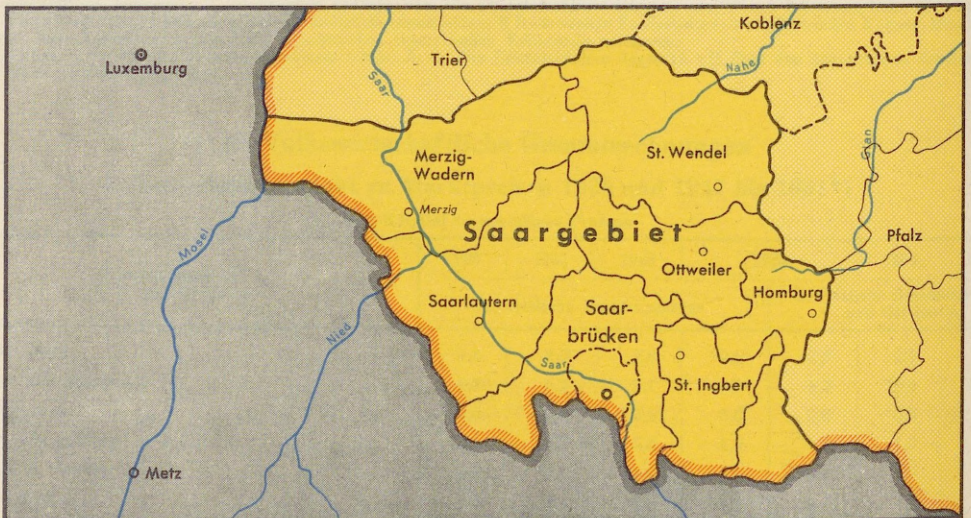 Koblenz
Luxemburg
Trier
Saar
Nahe
Glan
Merzig-
Wadern
St. Wendel
Merzig
Saargebiet
Mosel
Pfalz
Ottweiler
Homburg
Saarlautern
Saar-
brücken
Nied
Saar
St. Ingbert
Metz